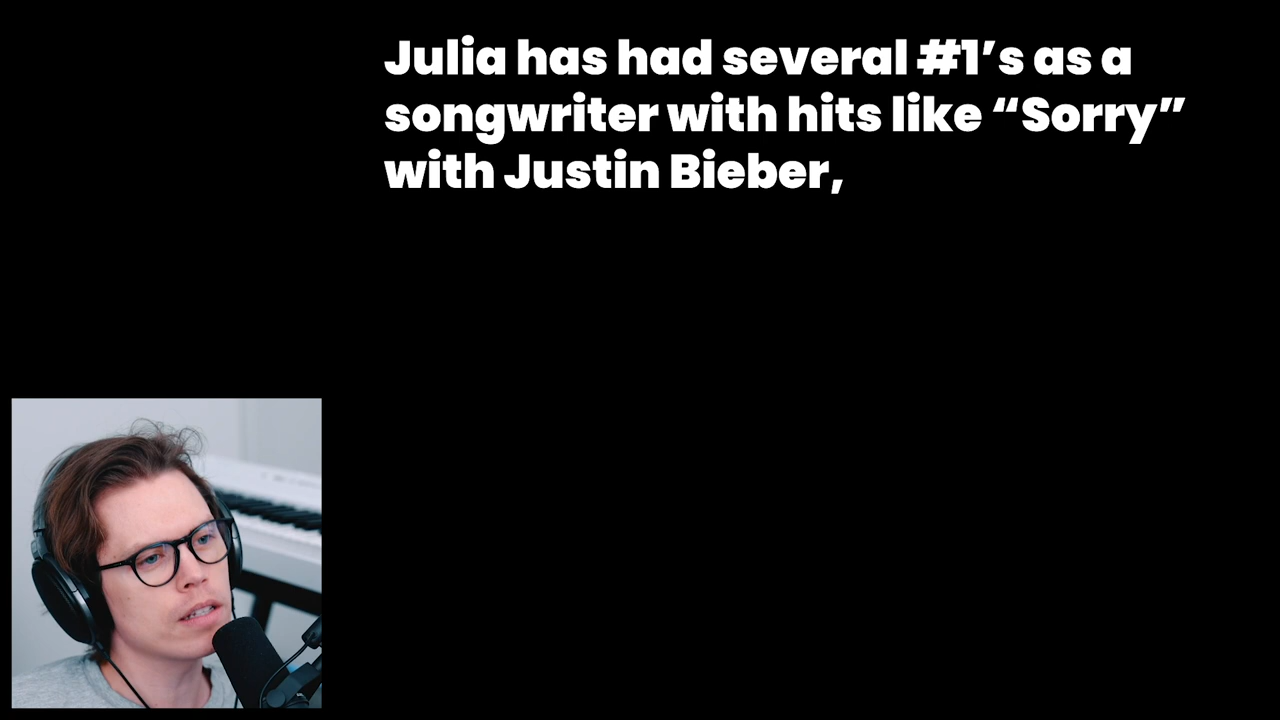 Julia has had several #1’s as a
songwriter with hits like “Sorry”
with Justin Bieber,